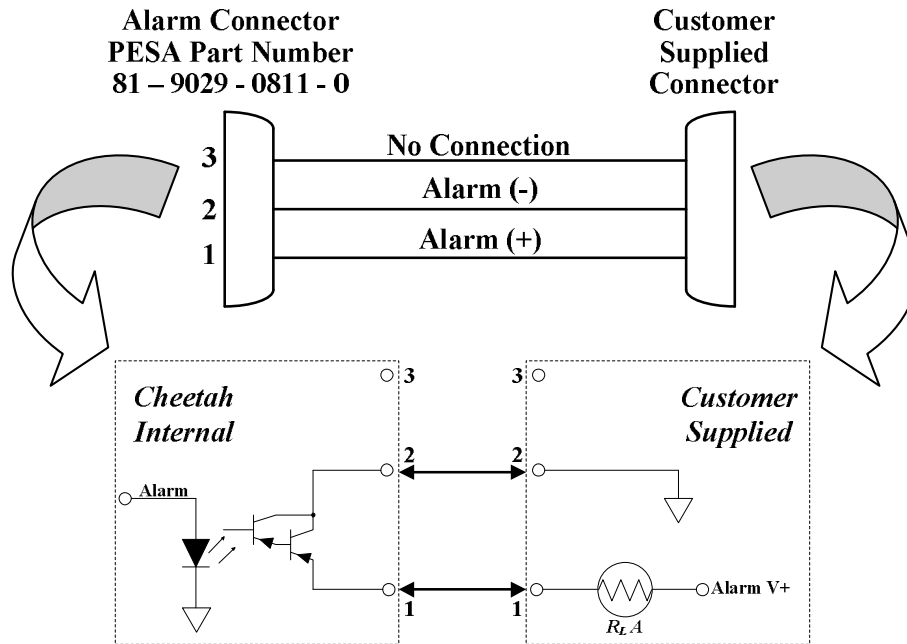 Alarm Connector
PESA Part Number
81 – 9029 - 0811 - 0
Customer
Supplied
Connector
3
No Connection
2
Alarm (-)
1
Alarm (+)
Cheetah
Internal
3
3
Customer
Supplied
2
2
Alarm
1
1
Alarm V+
RL A